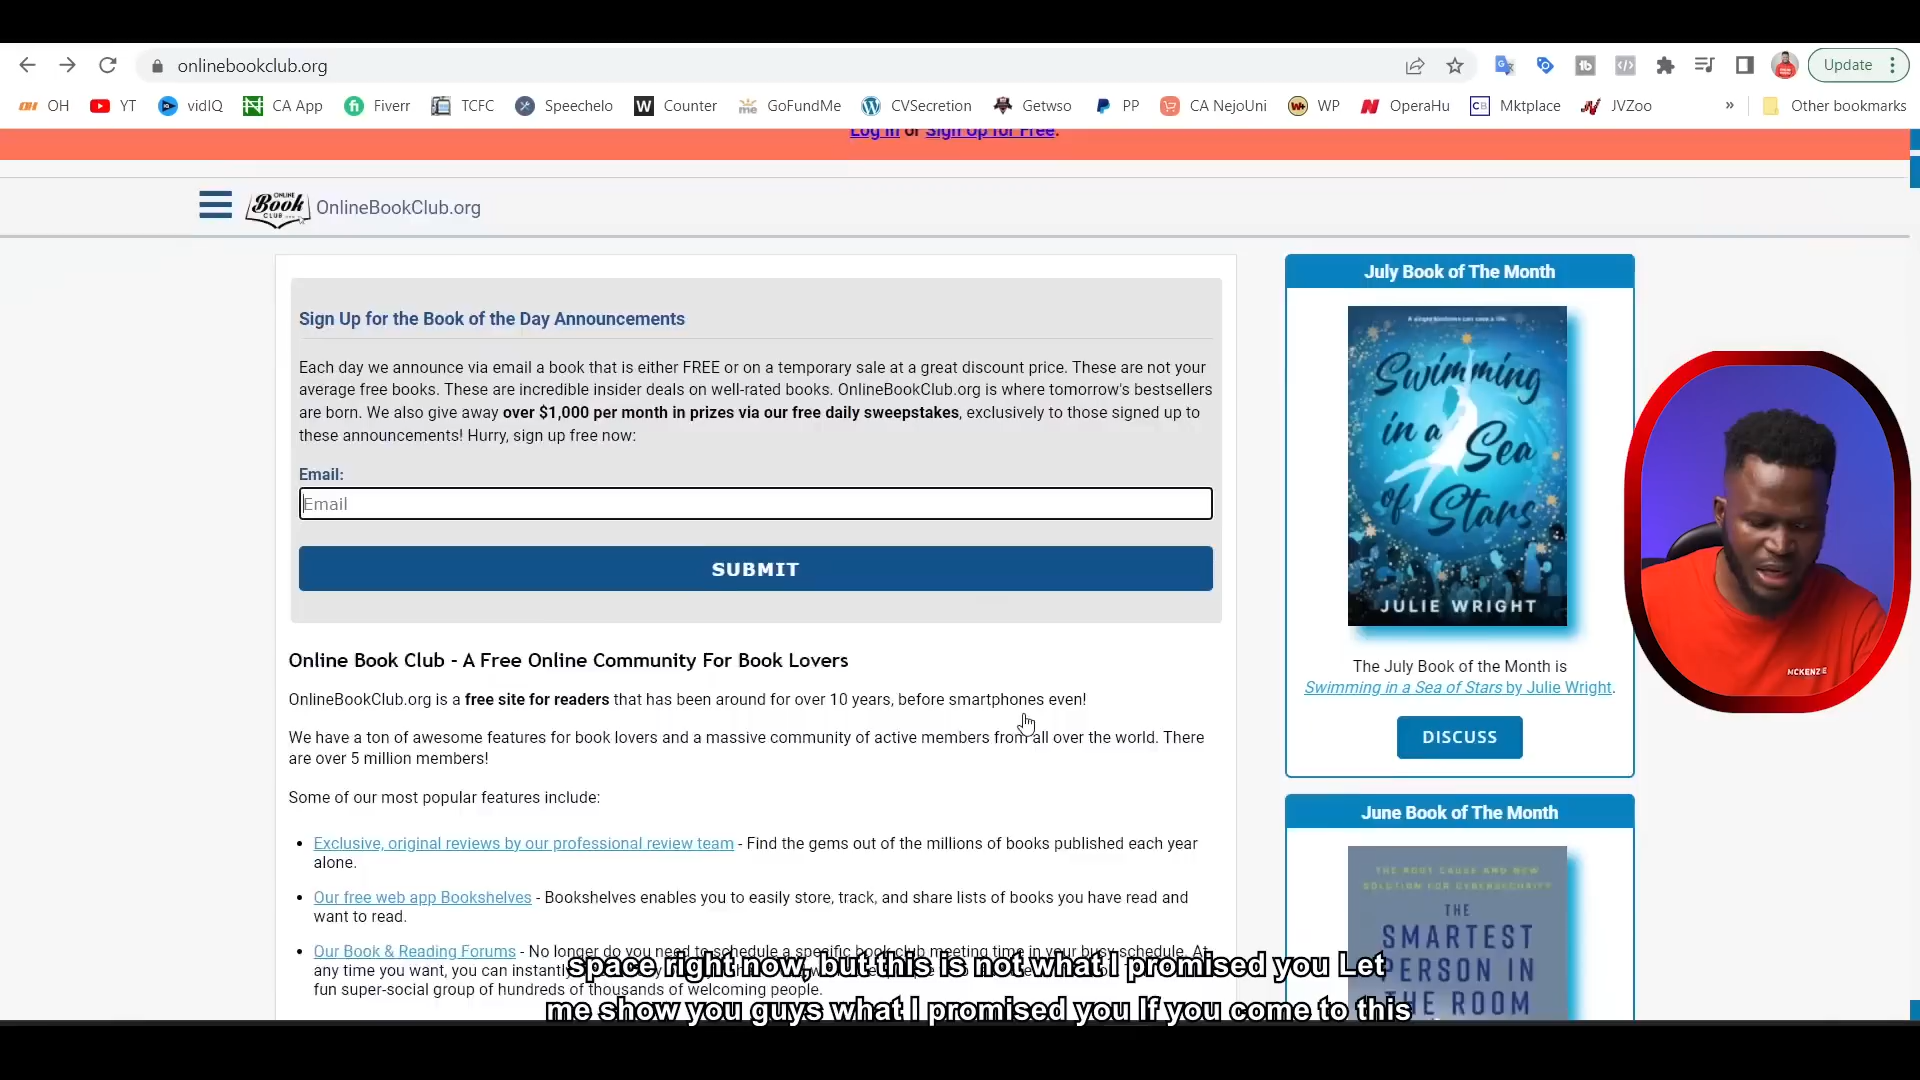 onlinebookclub.org
Update
OH YT vidIQ CA App Fiverr TCFC Speechelo Counter GoFundMe CVSecretion Getwso PP CA NejoUni WP OperaHu Mktplace JVZoo » Other bookmarks
Log in or Sign Up for Free.
ONLINE Book CLUB OnlineBookClub.org
Sign Up for the Book of the Day Announcements
Each day we announce via email a book that is either FREE or on a temporary sale at a great discount price. These are not your
average free books. These are incredible insider deals on well-rated books. OnlineBookClub.org is where tomorrow's bestsellers
are born. We also give away over $1,000 per month in prizes via our free daily sweepstakes, exclusively to those signed up to
these announcements! Hurry, sign up free now:
Email:
Email
SUBMIT
Online Book Club - A Free Online Community For Book Lovers
OnlineBookClub.org is a free site for readers that has been around for over 10 years, before smartphones even!
We have a ton of awesome features for book lovers and a massive community of active members from all over the world. There
are over 5 million members!
Some of our most popular features include:
• Exclusive, original reviews by our professional review team - Find the gems out of the millions of books published each year
alone.
• Our free web app Bookshelves - Bookshelves enables you to easily store, track, and share lists of books you have read and
want to read.
• Our Book & Reading Forums - No longer do you need to schedule a specific book club meeting time in your busy schedule. At
any time you want, you can instantly
fun super-social group of hundreds of thousands of welcoming people.
July Book of The Month
Swimming
in a Sea
of Stars
JULIE WRIGHT
The July Book of the Month is
Swimming in a Sea of Stars by Julie Wright.
DISCUSS
June Book of The Month
THE ROOT CAUSE AND NEW
SOLUTION FOR CYBERSECURITY
THE
SMARTEST
PERSON IN
THE ROOM
MCKENZIE
space right now, but this is not what I promised you Let
me show you guys what I promised you If you come to this